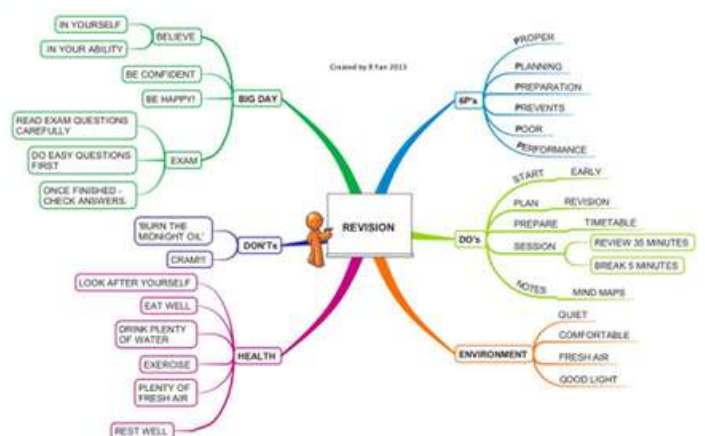 IN YOURSELF
BELIEVE
IN YOUR ABILITY
BE CONFIDENT
BE HAPPY!
BIG DAY
READ EXAM QUESTIONS
CAREFULLY
DO EASY QUESTIONS
FIRST
EXAM
ONCE FINISHED -
CHECK ANSWERS
Created by R Fan 2013
PROPER
PLANNING
PREPARATION
6P's
PREVENTS
POOR
PERFORMANCE
REVISION
'BURN THE
MIDNIGHT OIL'
DON'Ts
CRAM!!!
START EARLY
PLAN REVISION
PREPARE TIMETABLE
DO's
SESSION
REVIEW 35 MINUTES
BREAK 5 MINUTES
NOTES MIND MAPS
LOOK AFTER YOURSELF
EAT WELL
DRINK PLENTY
OF WATER
HEALTH
EXERCISE
PLENTY OF
FRESH AIR
REST WELL
QUIET
COMFORTABLE
ENVIRONMENT
FRESH AIR
GOOD LIGHT